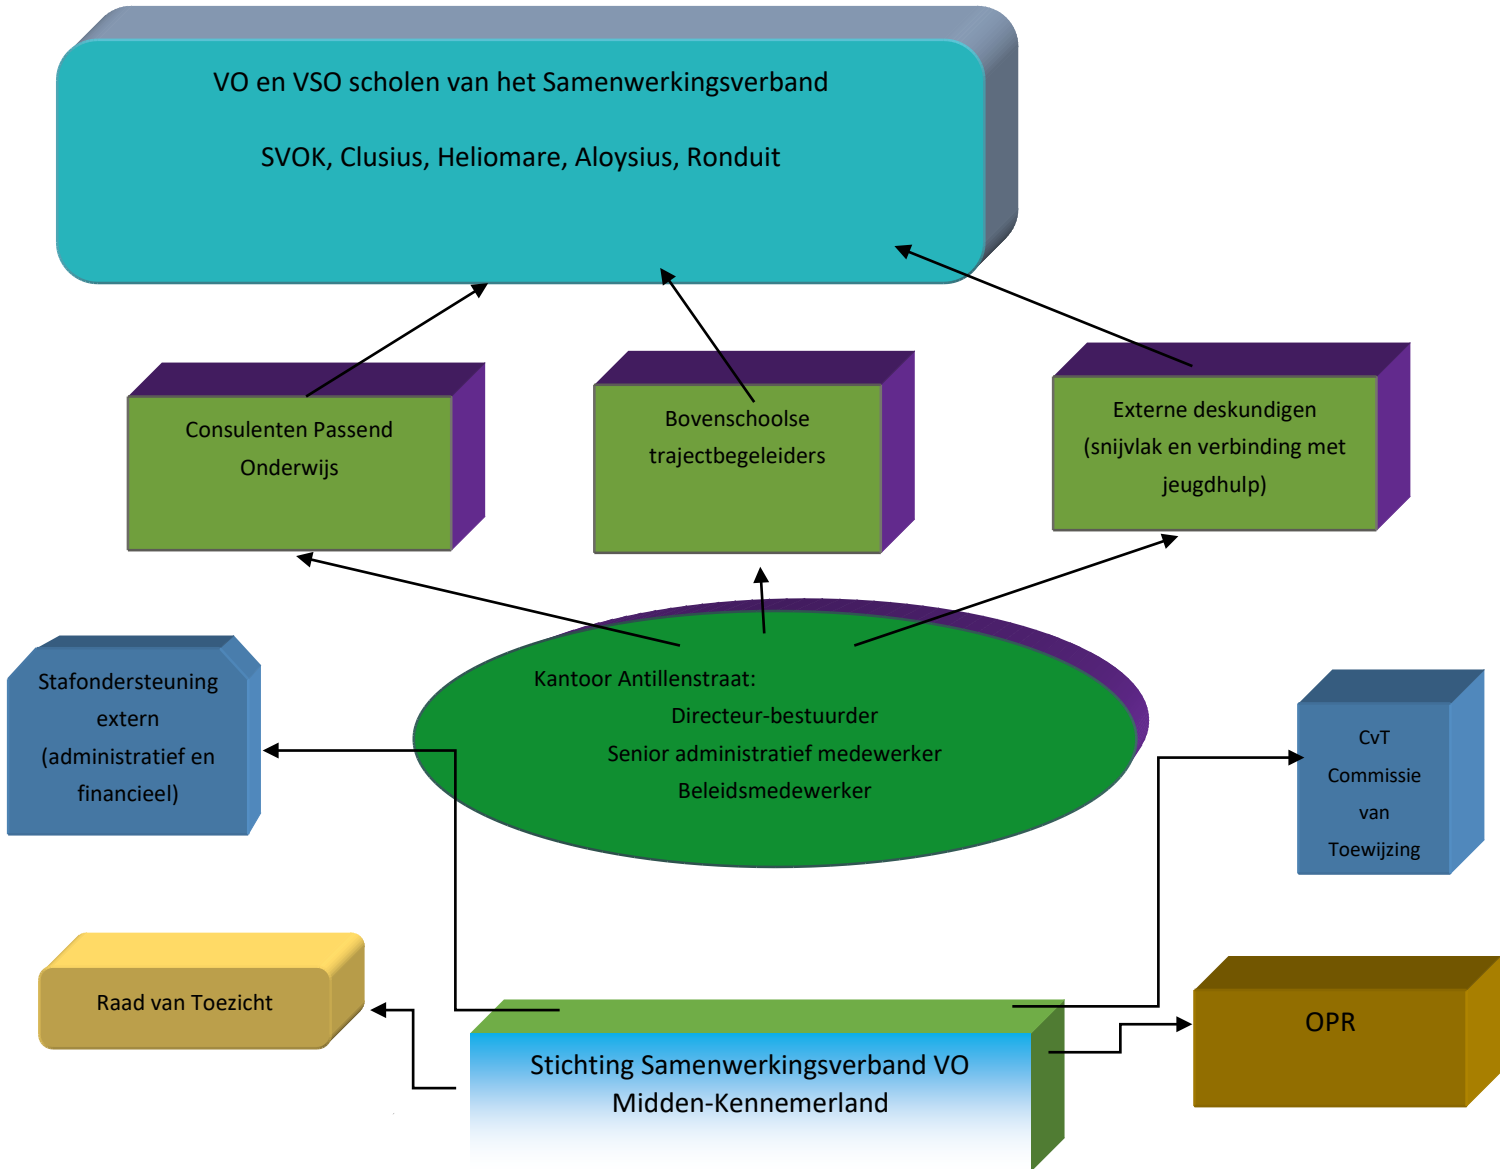 VO en VSO scholen van het Samenwerkingsverband
SVOK, Clusius, Heliomare, Aloysius, Ronduit
Consulenten Passend
Onderwijs
Bovenschoolse
trajectbegeleiders
Externe deskundigen
(snijvlak en verbinding met
jeugdhulp)
Stafondersteuning
extern
(administratief en
financieel)
Kantoor Antillenstraat:
Directeur-bestuurder
Senior administratief medewerker
Beleidsmedewerker
CvT
Commissie
van
Toewijzing
Raad van Toezicht
Stichting Samenwerkingsverband VO
Midden-Kennemerland
OPR